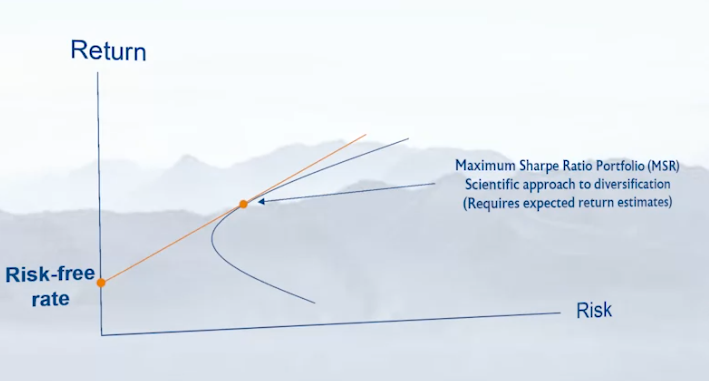 Return
Maximum Sharpe Ratio Portfolio (MSR)
Scientific approach to diversification
(Requires expected return estimates)
Risk-free
rate
Risk